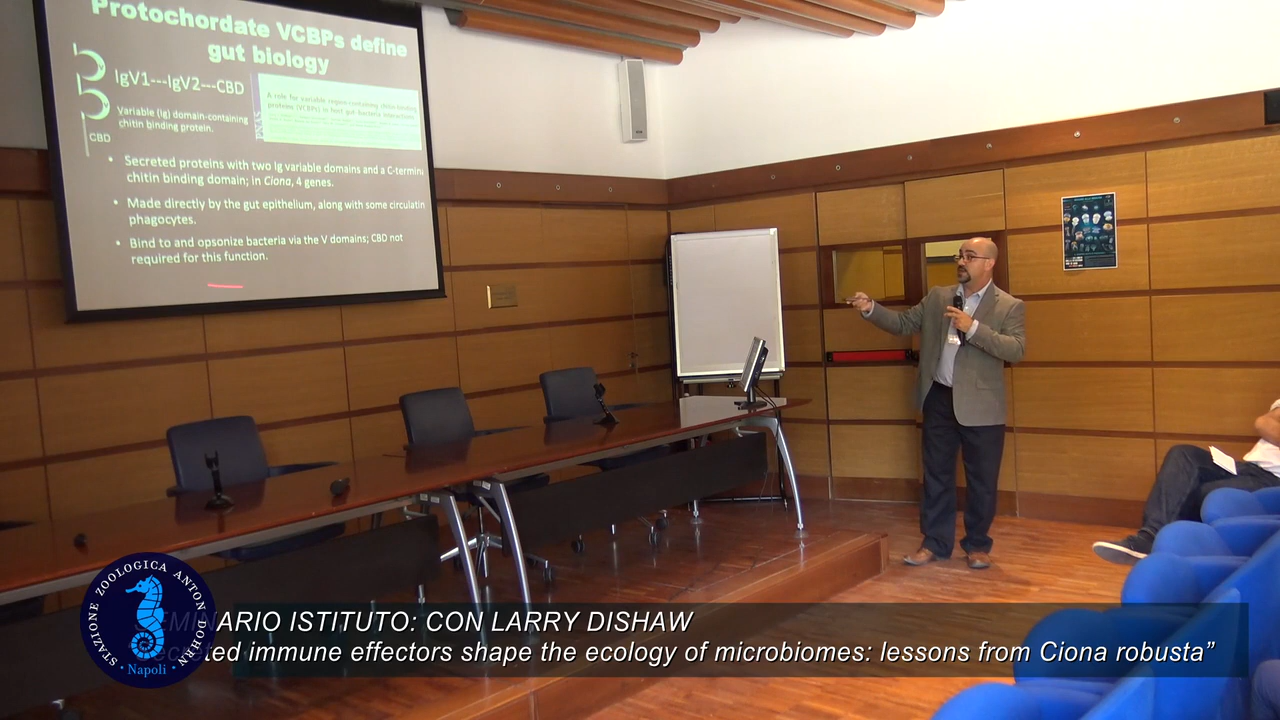 Protochordate VCBPs define
gut biology
IgV1---IgV2---CBD
Variable (Ig) domain-containing
chitin binding protein.
CBD
PNAS
A role for variable region-containing chitin-binding
proteins (VCBPs) in host gut-bacteria interactions
• Secreted proteins with two Ig variable domains and a C-termin
chitin binding domain; in Ciona, 4 genes.
• Made directly by the gut epithelium, along with some circulatin
phagocytes.
• Bind to and opsonize bacteria via the V domains; CBD not
required for this function.
STAZIONE ZOOLOGICA ANTON DOHRN
• Napoli •
SEMINARIO ISTITUTO: CON LARRY DISHAW
"Secreted immune effectors shape the ecology of microbiomes: lessons from Ciona robusta”